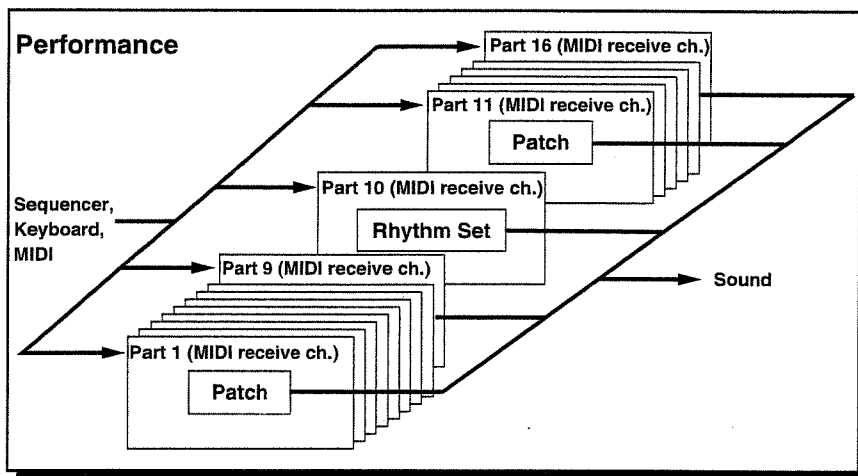 Performance
Part 16 (MIDI receive ch.)
Part 11 (MIDI receive ch.)
Patch
Part 10 (MIDI receive ch.)
Rhythm Set
Sequencer,
Keyboard,
MIDI
Part 9 (MIDI receive ch.)
Sound
Part 1 (MIDI receive ch.)
Patch